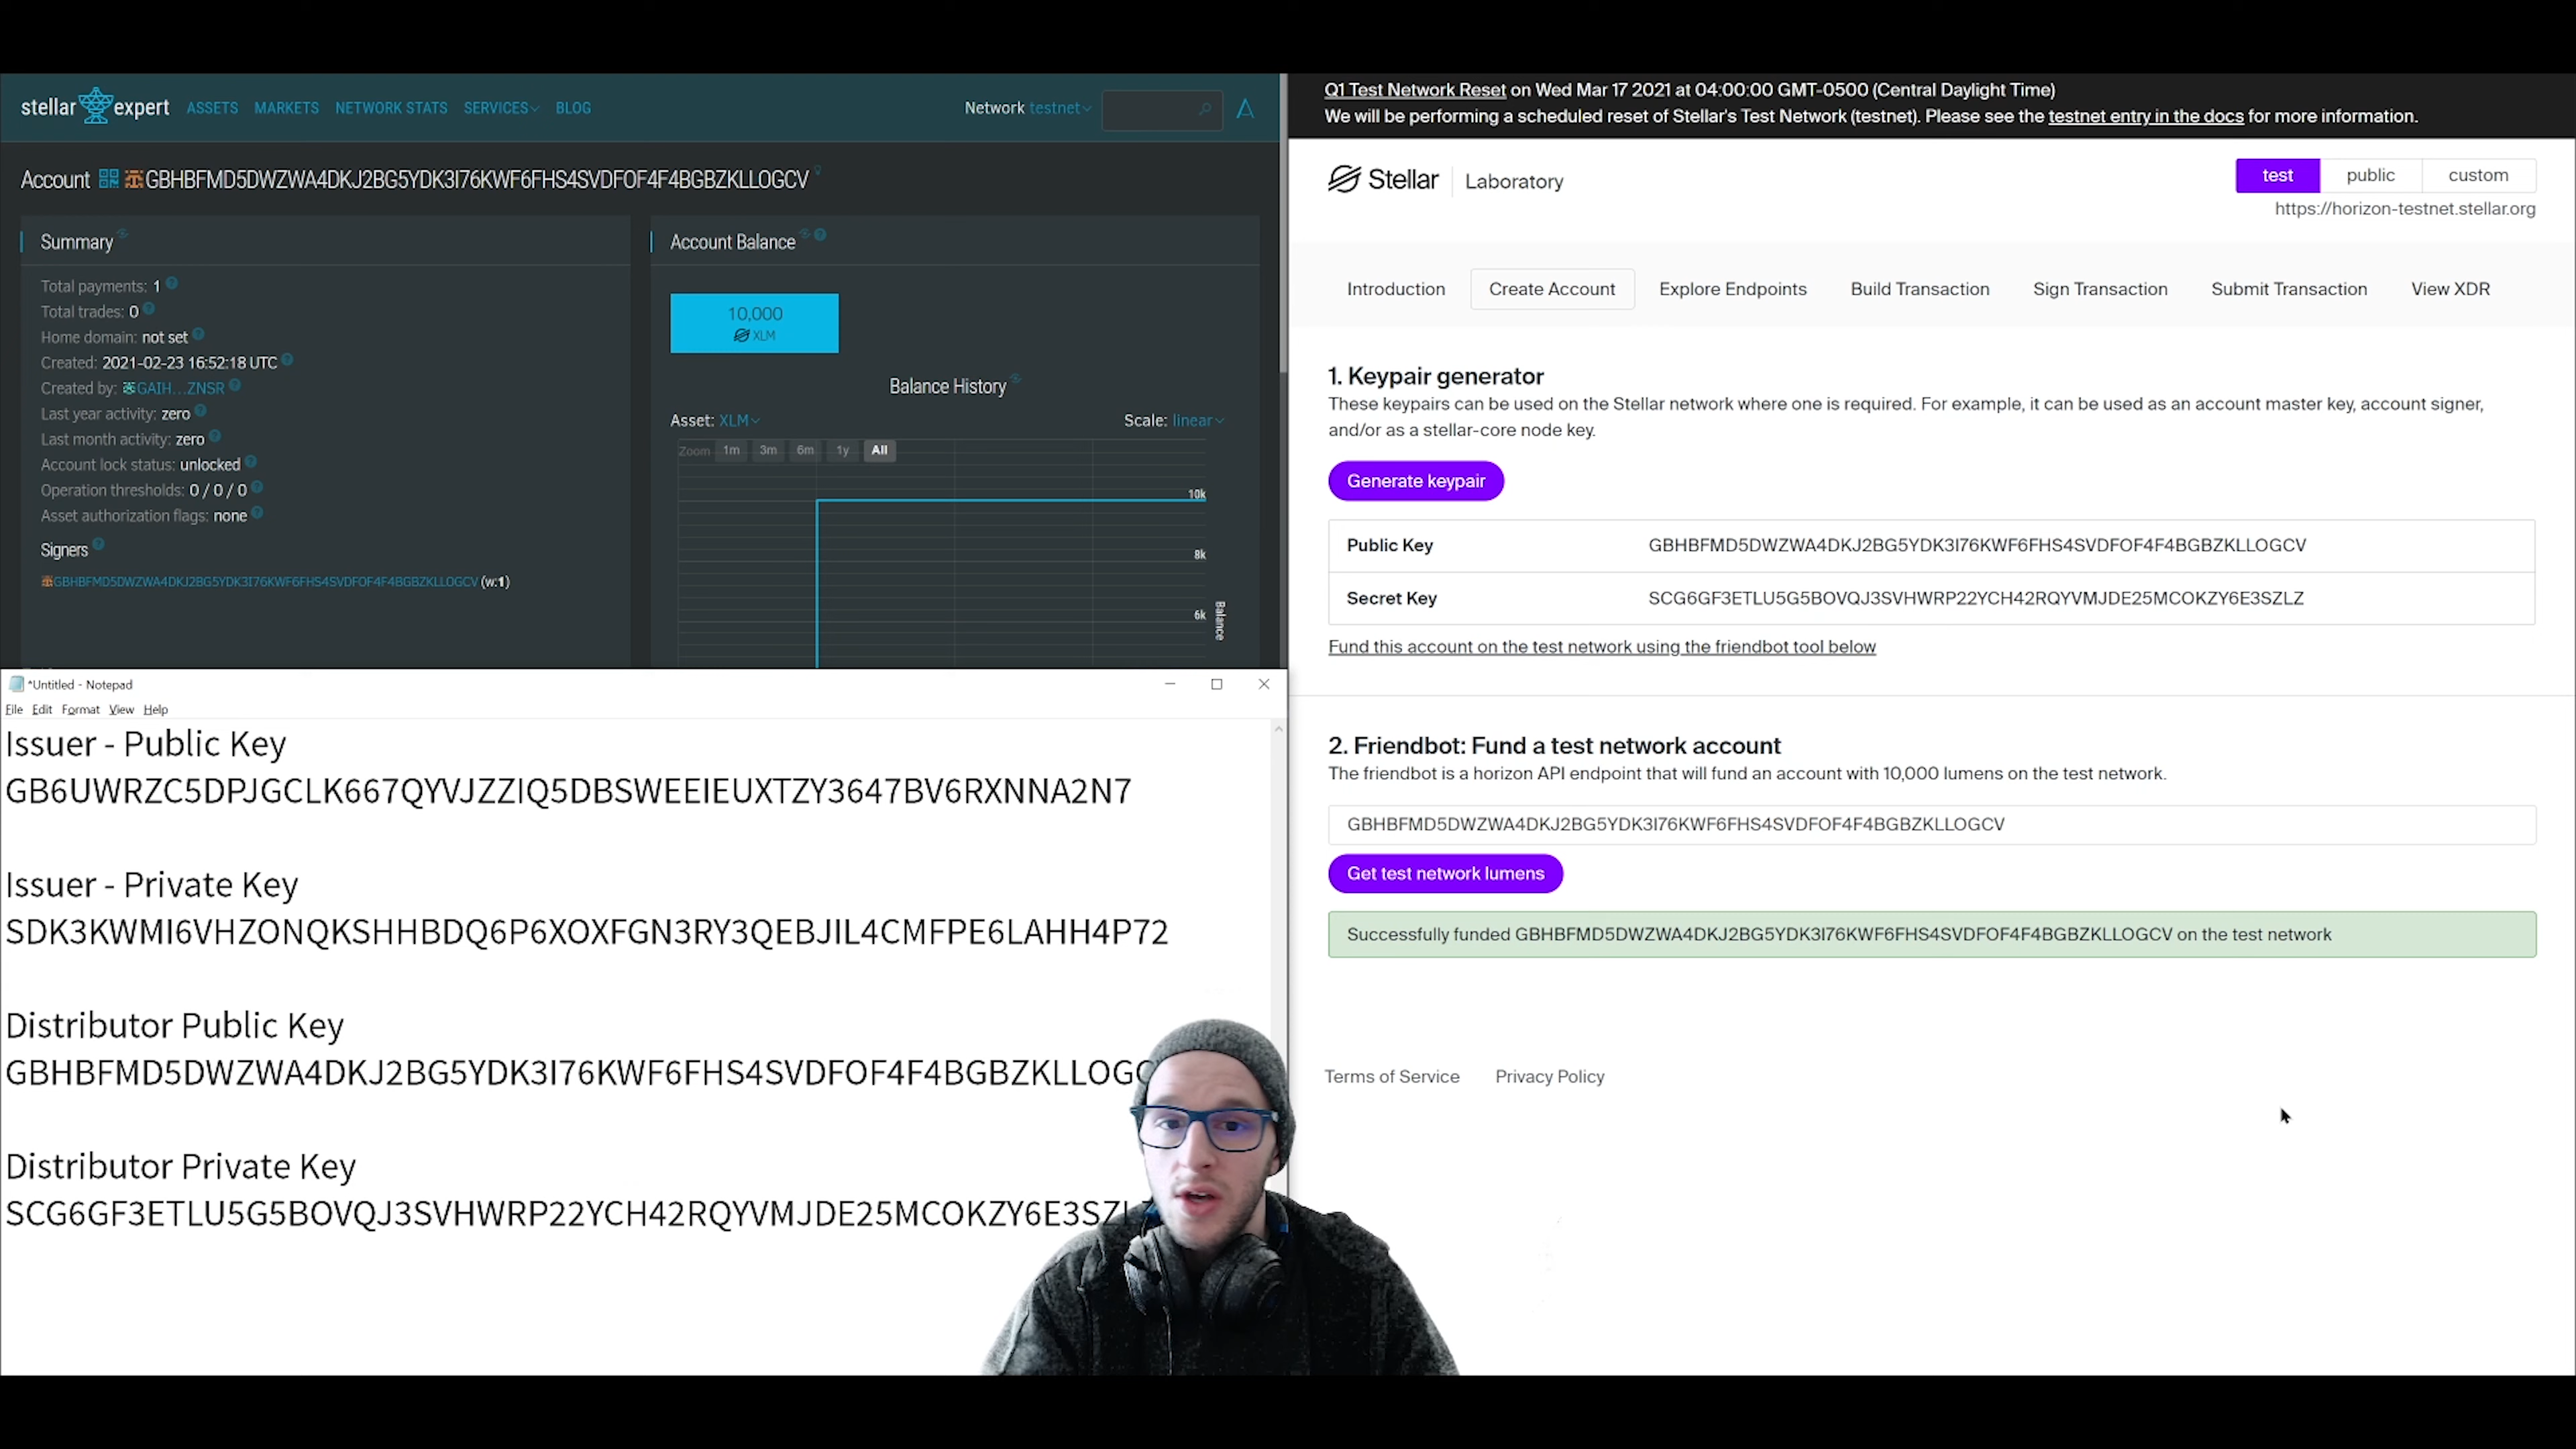 stellar expert ASSETS MARKETS NETWORK STATS SERVICES BLOG Network testnet
Account GBHBFMD5DWZWA4DKJ2BG5YDK3I76KWF6FHS4SVDFOF4F4BGBZKLLOGCV
Summary
Total payments: 1
Total trades: 0
Home domain: not set
Created: 2021-02-23 16:52:18 UTC
Created by: GAIH...ZNSR
Last year activity: zero
Last month activity: zero
Account lock status: unlocked
Operation thresholds: 0 / 0 / 0
Asset authorization flags: none
Signers
GBHBFMD5DWZWA4DKJ2BG5YDK3I76KWF6FHS4SVDFOF4F4BGBZKLLOGCV (w:1)
Account Balance
10,000
XLM
Balance History
Asset: XLM Scale: linear
Zoom 1m 3m 6m 1y All
10k
8k
6k
Balance
*Untitled - Notepad
File Edit Format View Help
Issuer - Public Key
GB6UWRZC5DPJGCLK667QYVJZZIQ5DBSWEEIEUXTZY3647BV6RXNNA2N7
Issuer - Private Key
SDK3KWMI6VHZONQKSHHBDQ6P6XOXFGN3RY3QEBJIL4CMFPE6LAHH4P72
Distributor Public Key
GBHBFMD5DWZWA4DKJ2BG5YDK3I76KWF6FHS4SVDFOF4F4BGBZKLLOGC
Distributor Private Key
SCG6GF3ETLU5G5BOVQJ3SVHWRP22YCH42RQYVMJDE25MCOKZY6E3SZL
Q1 Test Network Reset on Wed Mar 17 2021 at 04:00:00 GMT-0500 (Central Daylight Time)
We will be performing a scheduled reset of Stellar's Test Network (testnet). Please see the testnet entry in the docs for more information.
Stellar Laboratory
test public custom
https://horizon-testnet.stellar.org
Introduction Create Account Explore Endpoints Build Transaction Sign Transaction Submit Transaction View XDR
1. Keypair generator
These keypairs can be used on the Stellar network where one is required. For example, it can be used as an account master key, account signer,
and/or as a stellar-core node key.
Generate keypair
Public Key GBHBFMD5DWZWA4DKJ2BG5YDK3I76KWF6FHS4SVDFOF4F4BGBZKLLOGCV
Secret Key SCG6GF3ETLU5G5BOVQJ3SVHWRP22YCH42RQYVMJDE25MCOKZY6E3SZLZ
Fund this account on the test network using the friendbot tool below
2. Friendbot: Fund a test network account
The friendbot is a horizon API endpoint that will fund an account with 10,000 lumens on the test network.
GBHBFMD5DWZWA4DKJ2BG5YDK3I76KWF6FHS4SVDFOF4F4BGBZKLLOGCV
Get test network lumens
Successfully funded GBHBFMD5DWZWA4DKJ2BG5YDK3I76KWF6FHS4SVDFOF4F4BGBZKLLOGCV on the test network
Terms of Service Privacy Policy